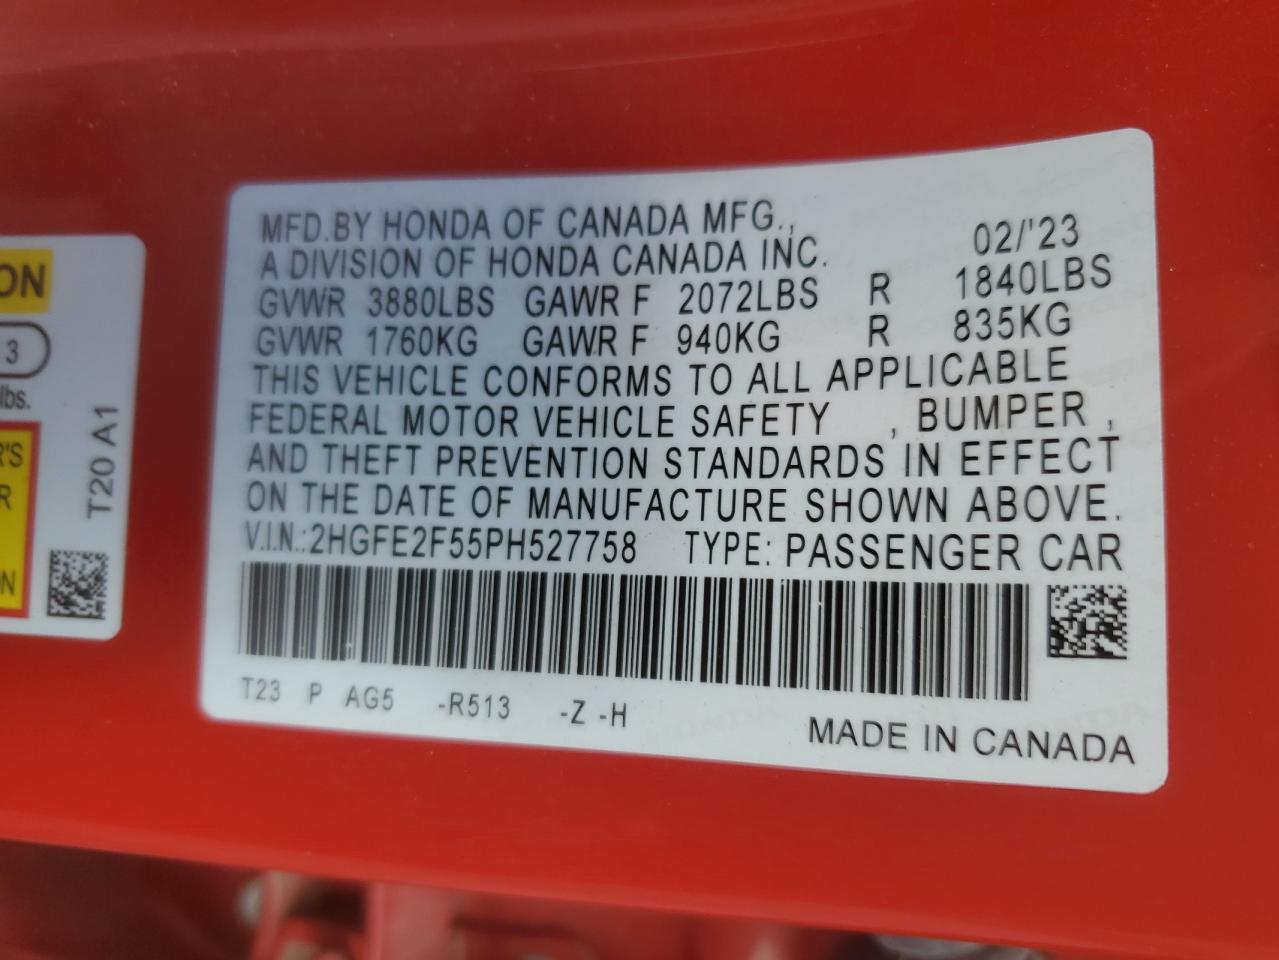 MFD.BY HONDA OF CANADA MFG.,
A DIVISION OF HONDA CANADA INC. 02/'23
GVWR 3880LBS GAWR F 2072LBS R 1840LBS
GVWR 1760KG GAWR F 940KG R 835KG
THIS VEHICLE CONFORMS TO ALL APPLICABLE
FEDERAL MOTOR VEHICLE SAFETY , BUMPER ,
AND THEFT PREVENTION STANDARDS IN EFFECT
ON THE DATE OF MANUFACTURE SHOWN ABOVE.
V.I.N.:2HGFE2F55PH527758 TYPE: PASSENGER CAR
T23 P AG5 -R513 -Z -H
MADE IN CANADA
ON
3
lbs.
R'S
R
N
T20 A1